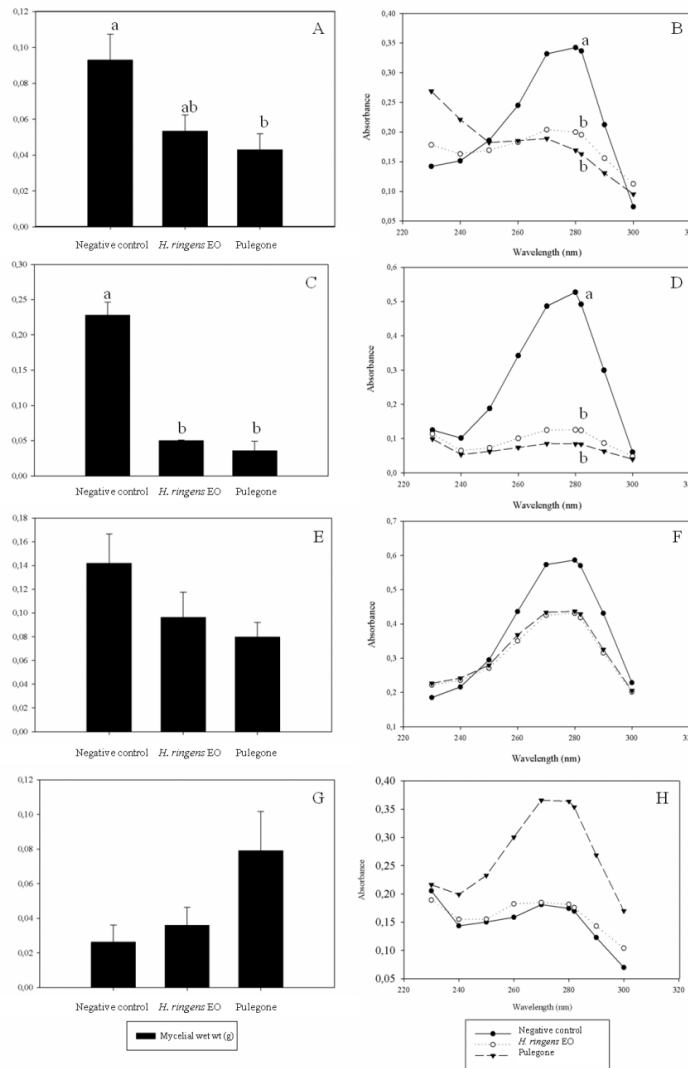 A
0,12
0,10
0,08
0,06
0,04
0,02
0,00
a
ab
b
Negative control
H. ringens EO
Pulegone
B
0,40
0,35
0,30
0,25
0,20
0,15
0,10
0,05
Absorbance
a
b
b
220
240
260
280
300
32
Wavelength (nm)
C
0,30
0,25
0,20
0,15
0,10
0,05
0,00
a
b
b
Negative control
H. ringens EO
Pulegone
D
0,6
0,5
0,4
0,3
0,2
0,1
0,0
Absorbance
a
b
b
220
240
260
280
300
32
Wavelength (nm)
E
0,18
0,16
0,14
0,12
0,10
0,08
0,06
0,04
0,02
0,00
Negative control
H. ringens EO
Pulegone
F
0,7
0,6
0,5
0,4
0,3
0,2
0,1
Absorbance
220
240
260
280
300
32
Wavelength (nm)
G
0,12
0,10
0,08
0,06
0,04
0,02
0,00
Negative control
H. ringens EO
Pulegone
H
0,40
0,35
0,30
0,25
0,20
0,15
0,10
0,05
0,00
Absorbance
220
240
260
280
300
320
Wavelength (nm)
Mycelial wet wt (g)
Negative control
H. ringens EO
Pulegone